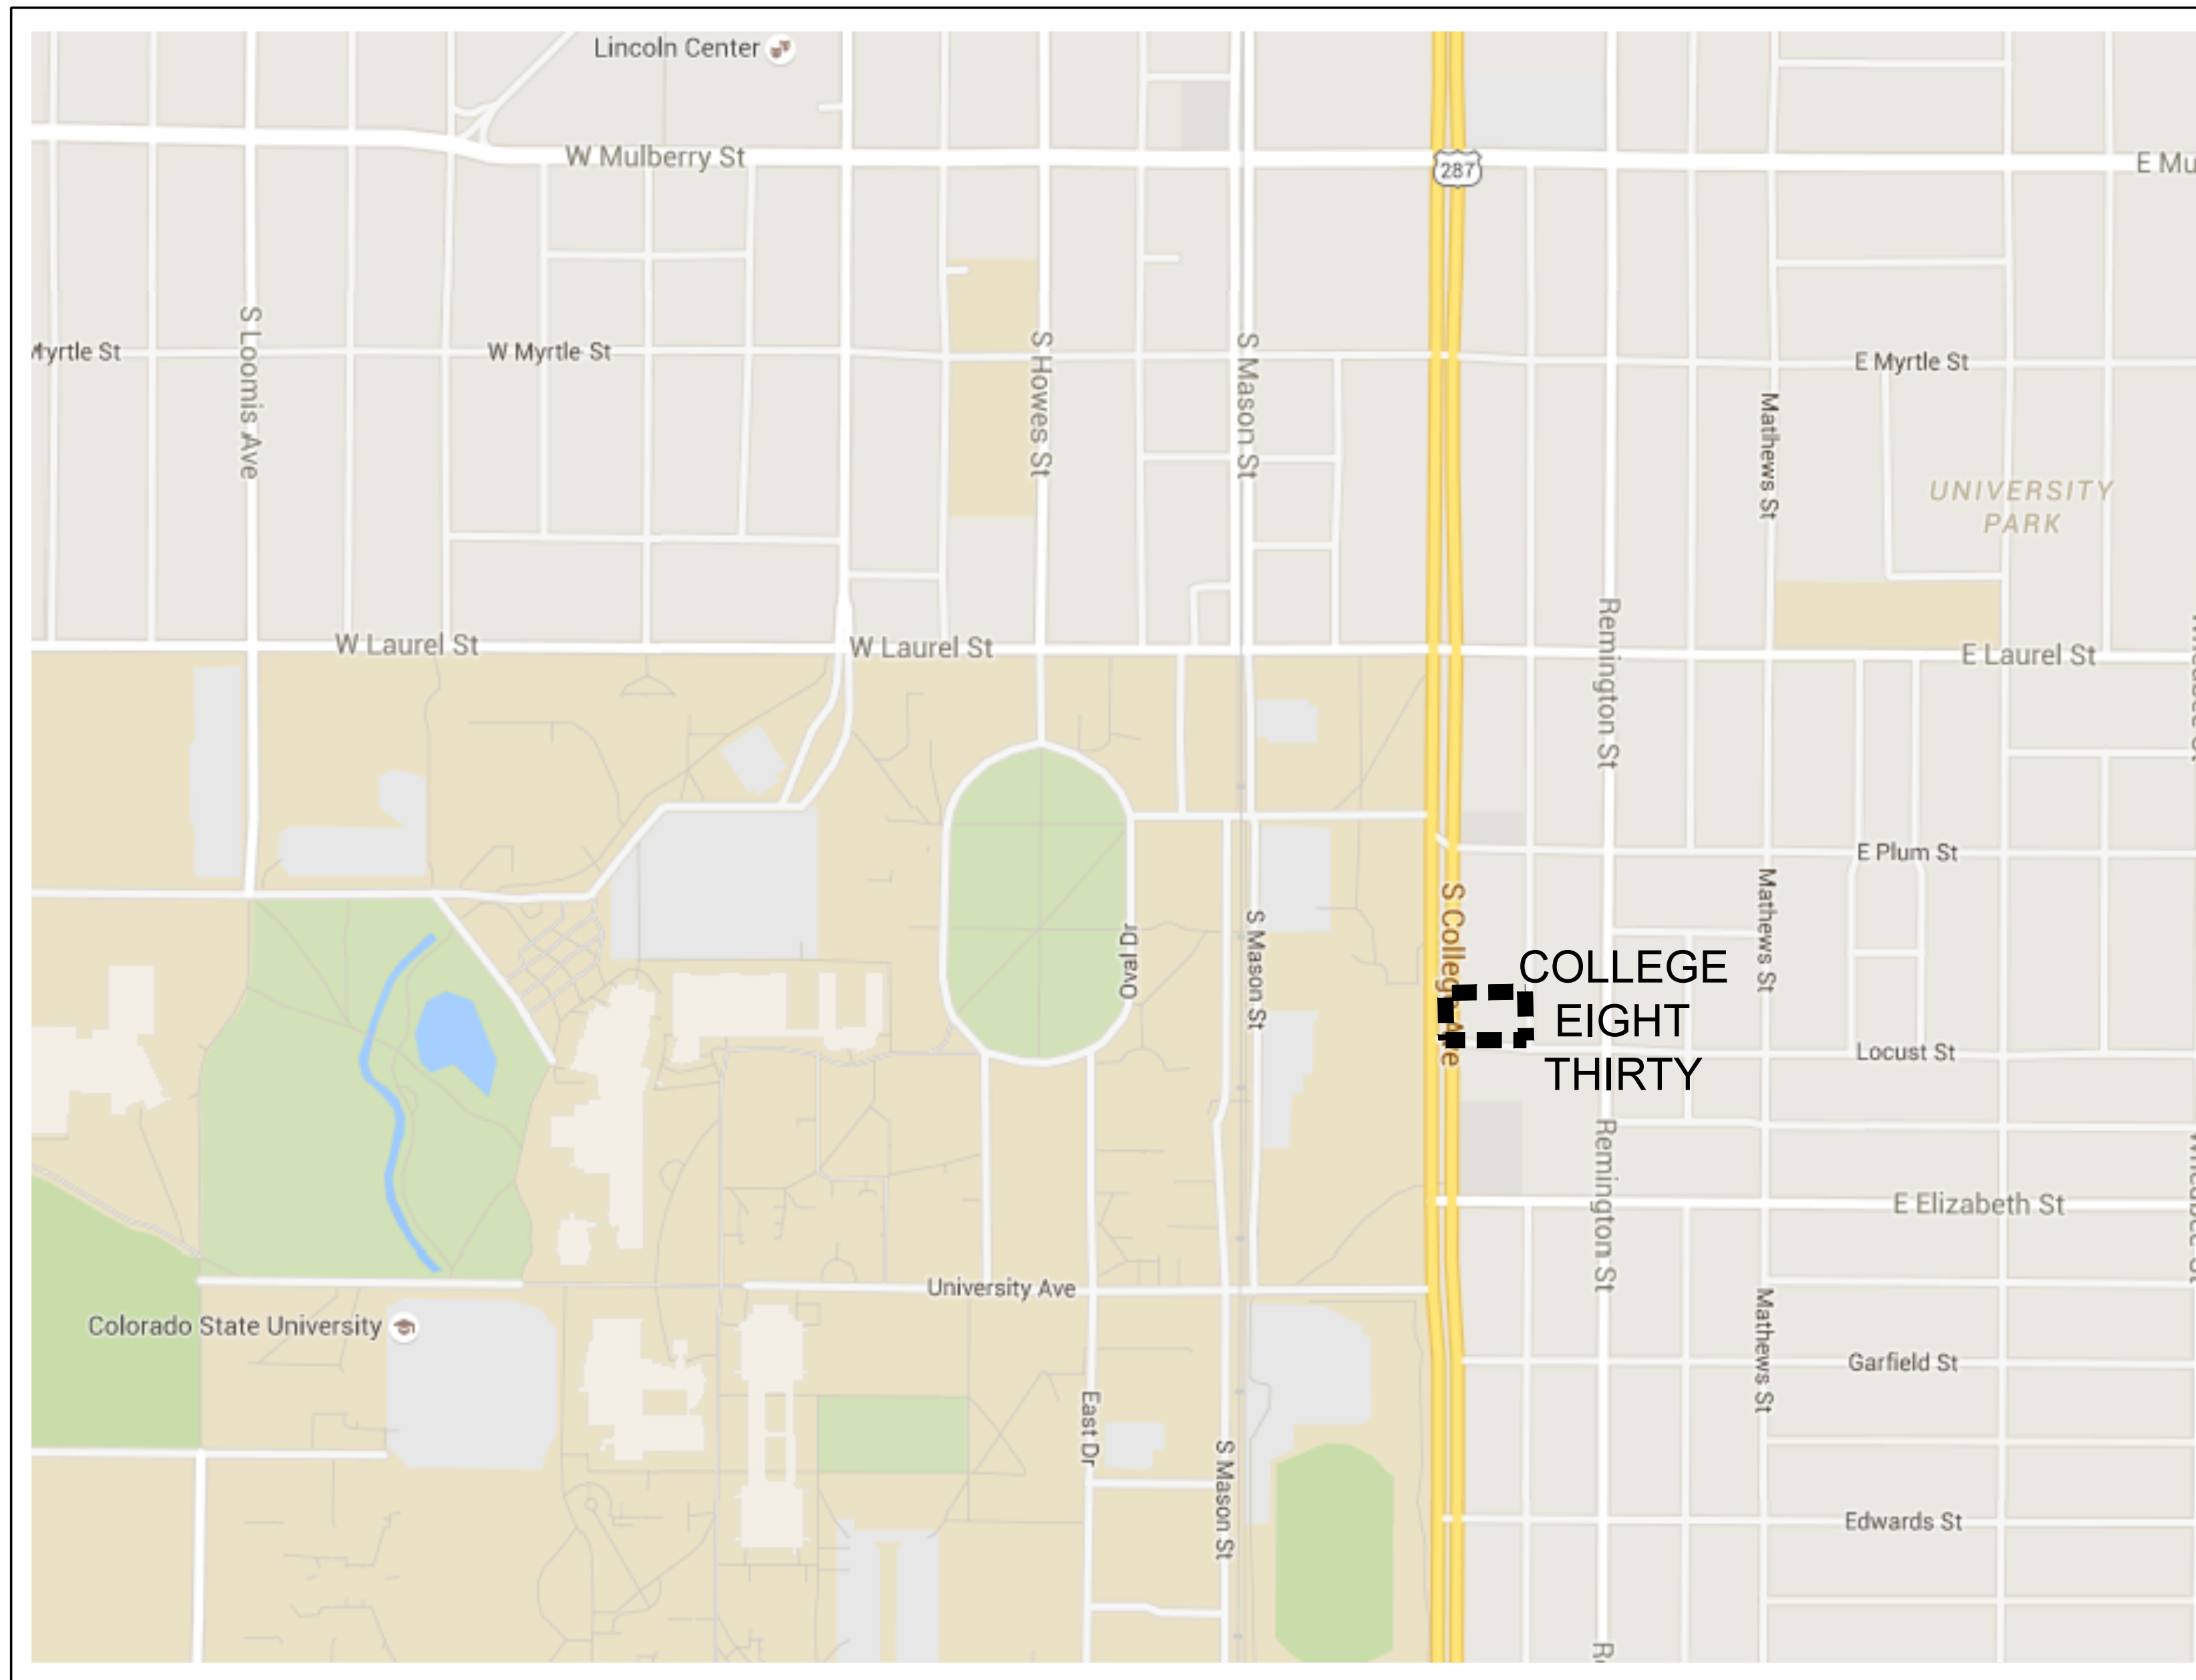 Lincoln Center
W Mulberry St
287
E Mu
S Loomis Ave
S Howes St
S Mason St
Myrtle St
W Myrtle St
E Myrtle St
Mathews St
UNIVERSITY
PARK
W Laurel St
W Laurel St
Remington St
E Laurel St
E Plum St
S College Ave
Mathews St
Oval Dr
S Mason St
COLLEGE
EIGHT
THIRTY
Locust St
Remington St
E Elizabeth St
University Ave
Colorado State University
Mathews St
Garfield St
East Dr
S Mason St
Edwards St